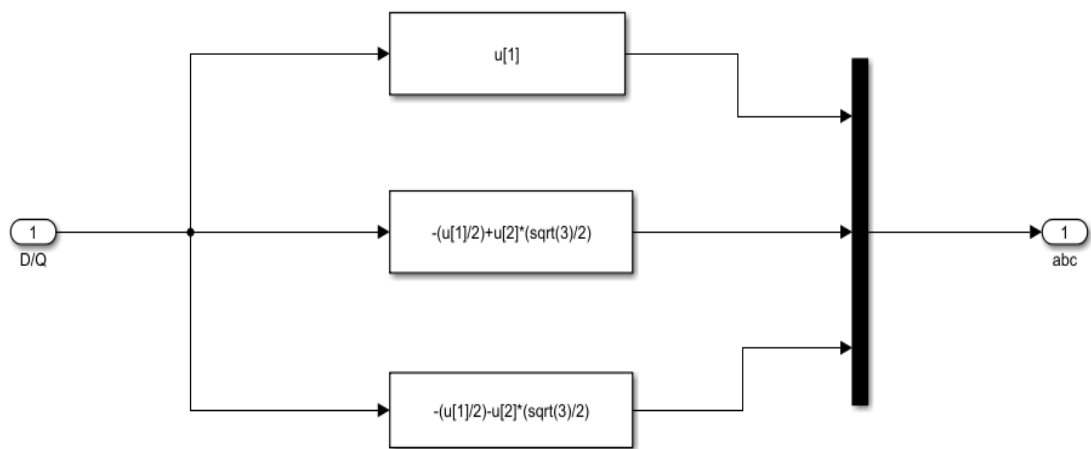 u[1]
1
D/Q
-(u[1]/2)+u[2]*(sqrt(3)/2)
1
abc
-(u[1]/2)-u[2]*(sqrt(3)/2)